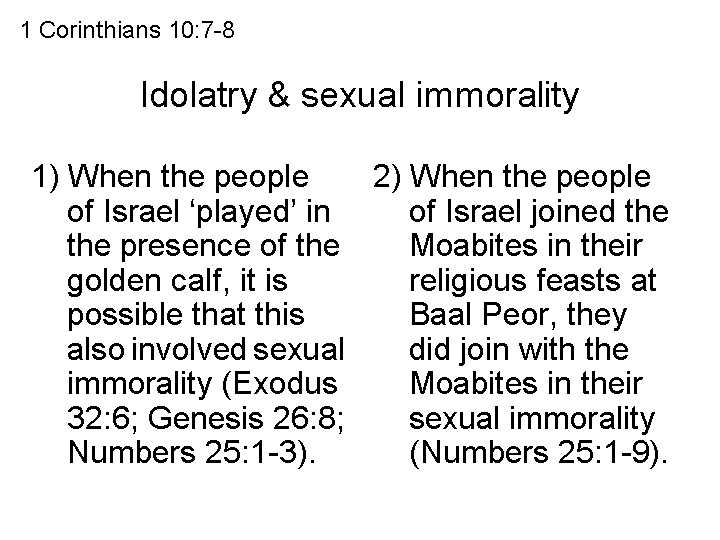 1 Corinthians 10:7-8
Idolatry & sexual immorality
1) When the people
of Israel ‘played’ in
the presence of the
golden calf, it is
possible that this
also involved sexual
immorality (Exodus
32:6; Genesis 26:8;
Numbers 25:1-3).
2) When the people
of Israel joined the
Moabites in their
religious feasts at
Baal Peor, they
did join with the
Moabites in their
sexual immorality
(Numbers 25:1-9).